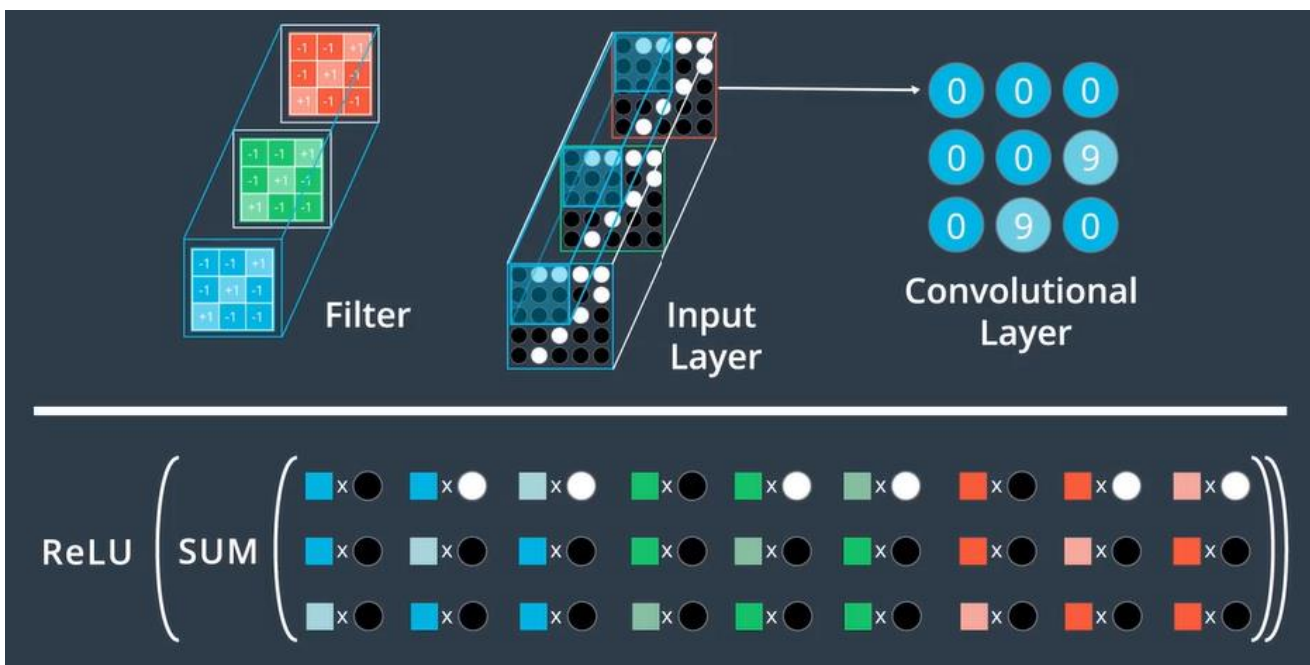 -1 -1 +1
-1 +1 -1
+1 -1 -1
-1 -1 +1
-1 +1 -1
+1 -1 -1
-1 -1 +1
-1 +1 -1
+1 -1 -1
Filter
Input
Layer
0 0 0
0 0 9
0 9 0
Convolutional
Layer
x x x x x x x x x
ReLU ( SUM ( x x x x x x x x x ))
x x x x x x x x x